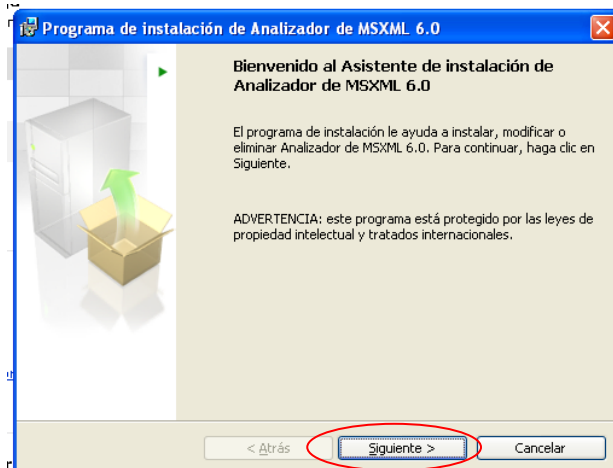 Programa de instalación de Analizador de MSXML 6.0
Bienvenido al Asistente de instalación de
Analizador de MSXML 6.0
El programa de instalación le ayuda a instalar, modificar o
eliminar Analizador de MSXML 6.0. Para continuar, haga clic en
Siguiente.
ADVERTENCIA: este programa está protegido por las leyes de
propiedad intelectual y tratados internacionales.
< Atrás
Siguiente >
Cancelar